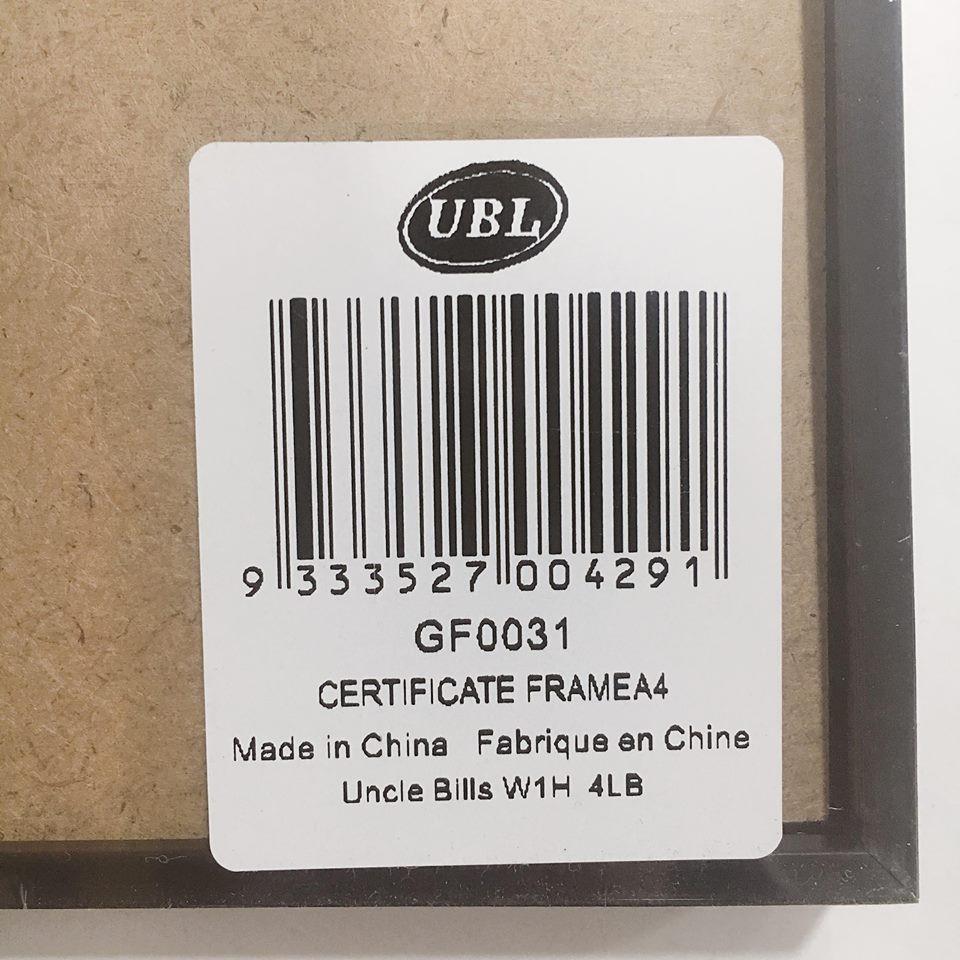 UBL
9 333527 004291
GF0031
CERTIFICATE FRAMEA4
Made in China Fabrique en Chine
Uncle Bills W1H 4LB